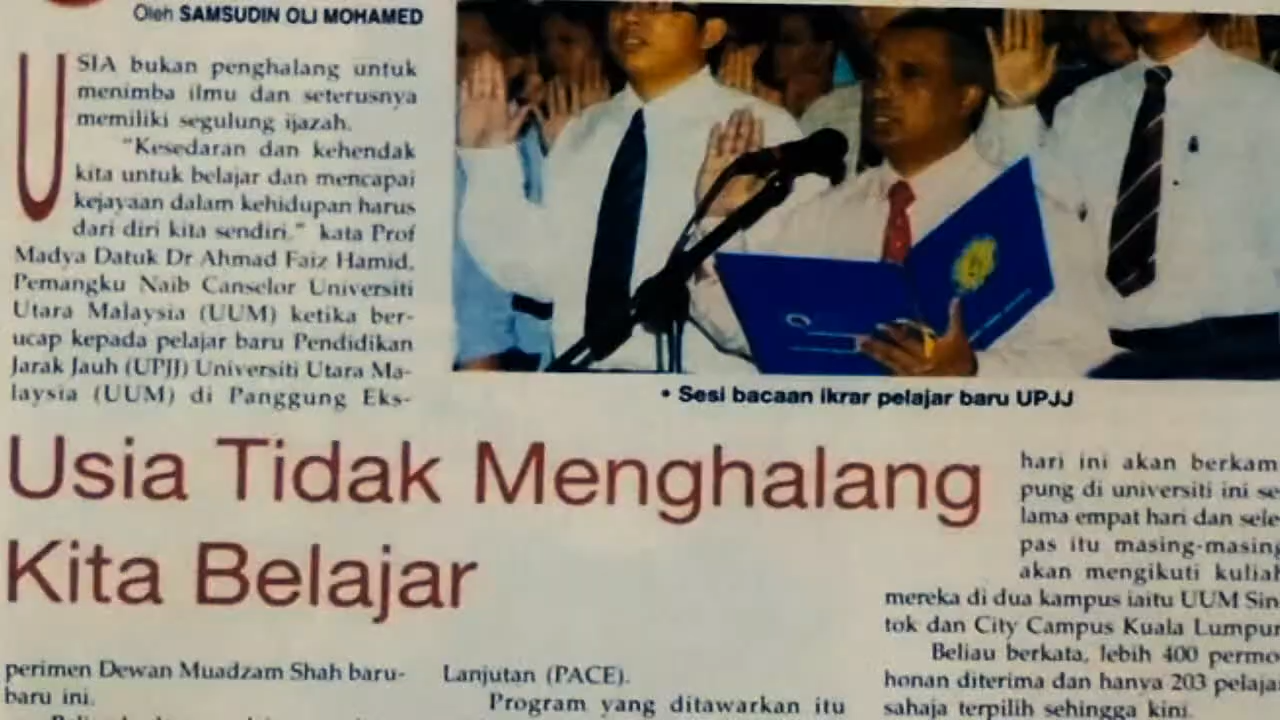 Oleh SAMSUDIN OLI MOHAMED
USIA bukan penghalang untuk
menimba ilmu dan seterusnya
memiliki segulung ijazah.
"Kesedaran dan kehendak
kita untuk belajar dan mencapai
kejayaan dalam kehidupan harus
dari diri kita sendiri." kata Prof
Madya Datuk Dr Ahmad Faiz Hamid,
Pemangku Naib Canselor Universiti
Utara Malaysia (UUM) ketika ber-
ucap kepada pelajar baru Pendidikan
Jarak Jauh (UPJJ) Universiti Utara Ma-
laysia (UUM) di Panggung Eks-
• Sesi bacaan ikrar pelajar baru UPJJ
Usia Tidak Menghalang
Kita Belajar
perimen Dewan Muadzam Shah baru-
baru ini.
Lanjutan (PACE).
Program yang ditawarkan itu
hari ini akan berkam
pung di universiti ini se-
lama empat hari dan sele-
pas itu masing-masing
akan mengikuti kuliah
mereka di dua kampus iaitu UUM Sin-
tok dan City Campus Kuala Lumpur
Beliau berkata, lebih 400 permo-
honan diterima dan hanya 203 pelajar
sahaja terpilih sehingga kini.